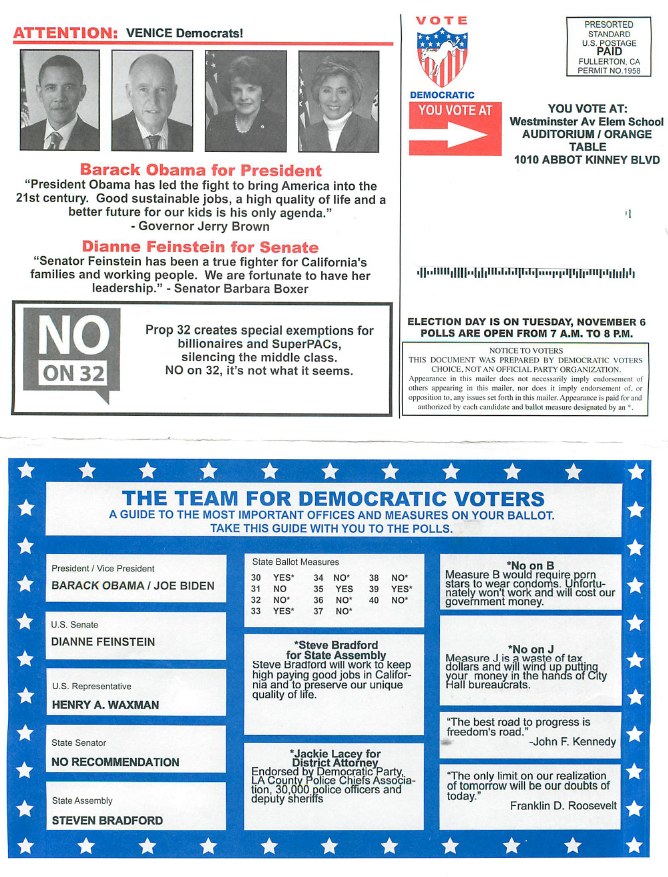 ATTENTION: VENICE Democrats!
Barack Obama for President
“President Obama has led the fight to bring America into the
21st century. Good sustainable jobs, a high quality of life and a
better future for our kids is his only agenda.”
- Governor Jerry Brown
Dianne Feinstein for Senate
“Senator Feinstein has been a true fighter for California's
families and working people. We are fortunate to have her
leadership.” - Senator Barbara Boxer
NO
ON 32
Prop 32 creates special exemptions for
billionaires and SuperPACs,
silencing the middle class.
NO on 32, it's not what it seems.
VOTE
DEMOCRATIC
PRESORTED
STANDARD
U.S. POSTAGE
PAID
FULLERTON, CA
PERMIT NO.1958
YOU VOTE AT
YOU VOTE AT:
Westminster Av Elem School
AUDITORIUM / ORANGE
TABLE
1010 ABBOT KINNEY BLVD
ELECTION DAY IS ON TUESDAY, NOVEMBER 6
POLLS ARE OPEN FROM 7 A.M. TO 8 P.M.
NOTICE TO VOTERS
THIS DOCUMENT WAS PREPARED BY DEMOCRATIC VOTERS
CHOICE, NOT AN OFFICIAL PARTY ORGANIZATION.
Appearance in this mailer does not necessarily imply endorsement of
others appearing in this mailer, nor does it imply endorsement of, or
opposition to, any issues set forth in this mailer. Appearance is paid for and
authorized by each candidate and ballot measure designated by an *.
THE TEAM FOR DEMOCRATIC VOTERS
A GUIDE TO THE MOST IMPORTANT OFFICES AND MEASURES ON YOUR BALLOT.
TAKE THIS GUIDE WITH YOU TO THE POLLS.
President / Vice President
BARACK OBAMA / JOE BIDEN
U.S. Senate
DIANNE FEINSTEIN
U.S. Representative
HENRY A. WAXMAN
State Senator
NO RECOMMENDATION
State Assembly
STEVEN BRADFORD
State Ballot Measures
30 YES* 34 NO* 38 NO*
31 NO 35 YES 39 YES*
32 NO* 36 NO* 40 NO*
33 YES* 37 NO*
*Steve Bradford
for State Assembly
Steve Bradford will work to keep
high paying good jobs in Califor-
nia and to preserve our unique
quality of life.
*Jackie Lacey for
District Attorney
Endorsed by Democratic Party,
LA County Police Chiefs Associa-
tion, 30,000 police officers and
deputy sheriffs
*No on B
Measure B would require porn
stars to wear condoms. Unfortu-
nately won't work and will cost our
government money.
*No on J
Measure J is a waste of tax
dollars and will wind up putting
your money in the hands of City
Hall bureaucrats.
"The best road to progress is
freedom's road."
-John F. Kennedy
"The only limit on our realization
of tomorrow will be our doubts of
today."
Franklin D. Roosevelt